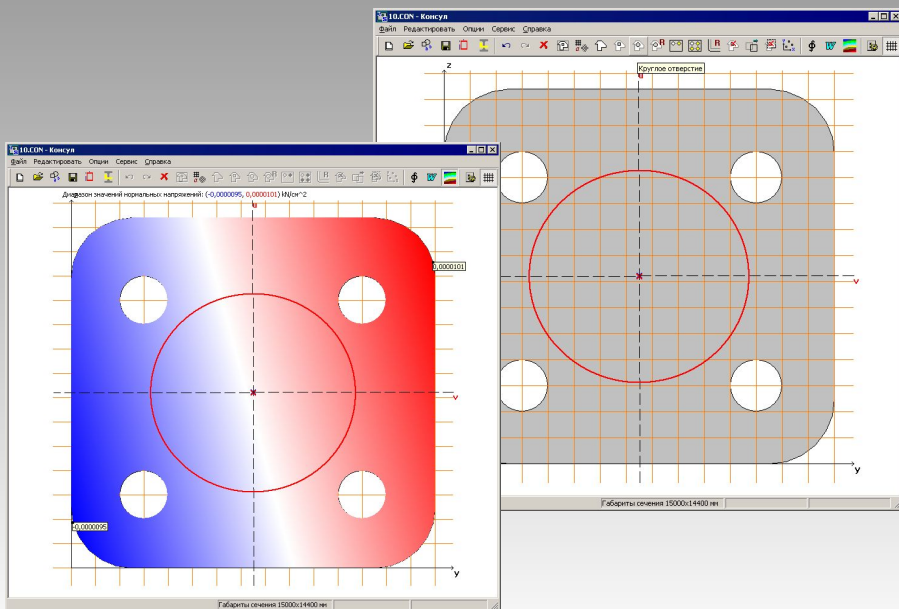 10.CON - Консул
Файл Редактировать Опции Сервис Справка
Круглое отверстие
z
u
v
y
Габариты сечения 15000x14400 мм
10.CON - Консул
Файл Редактировать Опции Сервис Справка
Диапазон значений нормальных напряжений: (-0,0000095, 0,0000101) kN/см^2
u
0,0000101
v
-0,0000095
y
Габариты сечения 15000x14400 мм